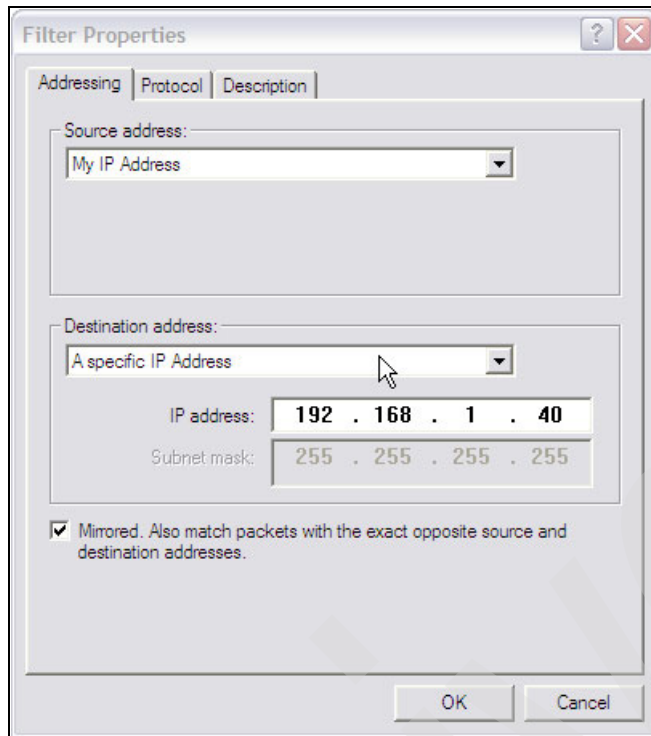 Filter Properties
Addressing Protocol Description
Source address:
My IP Address
Destination address:
A specific IP Address
IP address: 192 . 168 . 1 . 40
Subnet mask: 255 . 255 . 255 . 255
Mirrored. Also match packets with the exact opposite source and
destination addresses.
OK Cancel